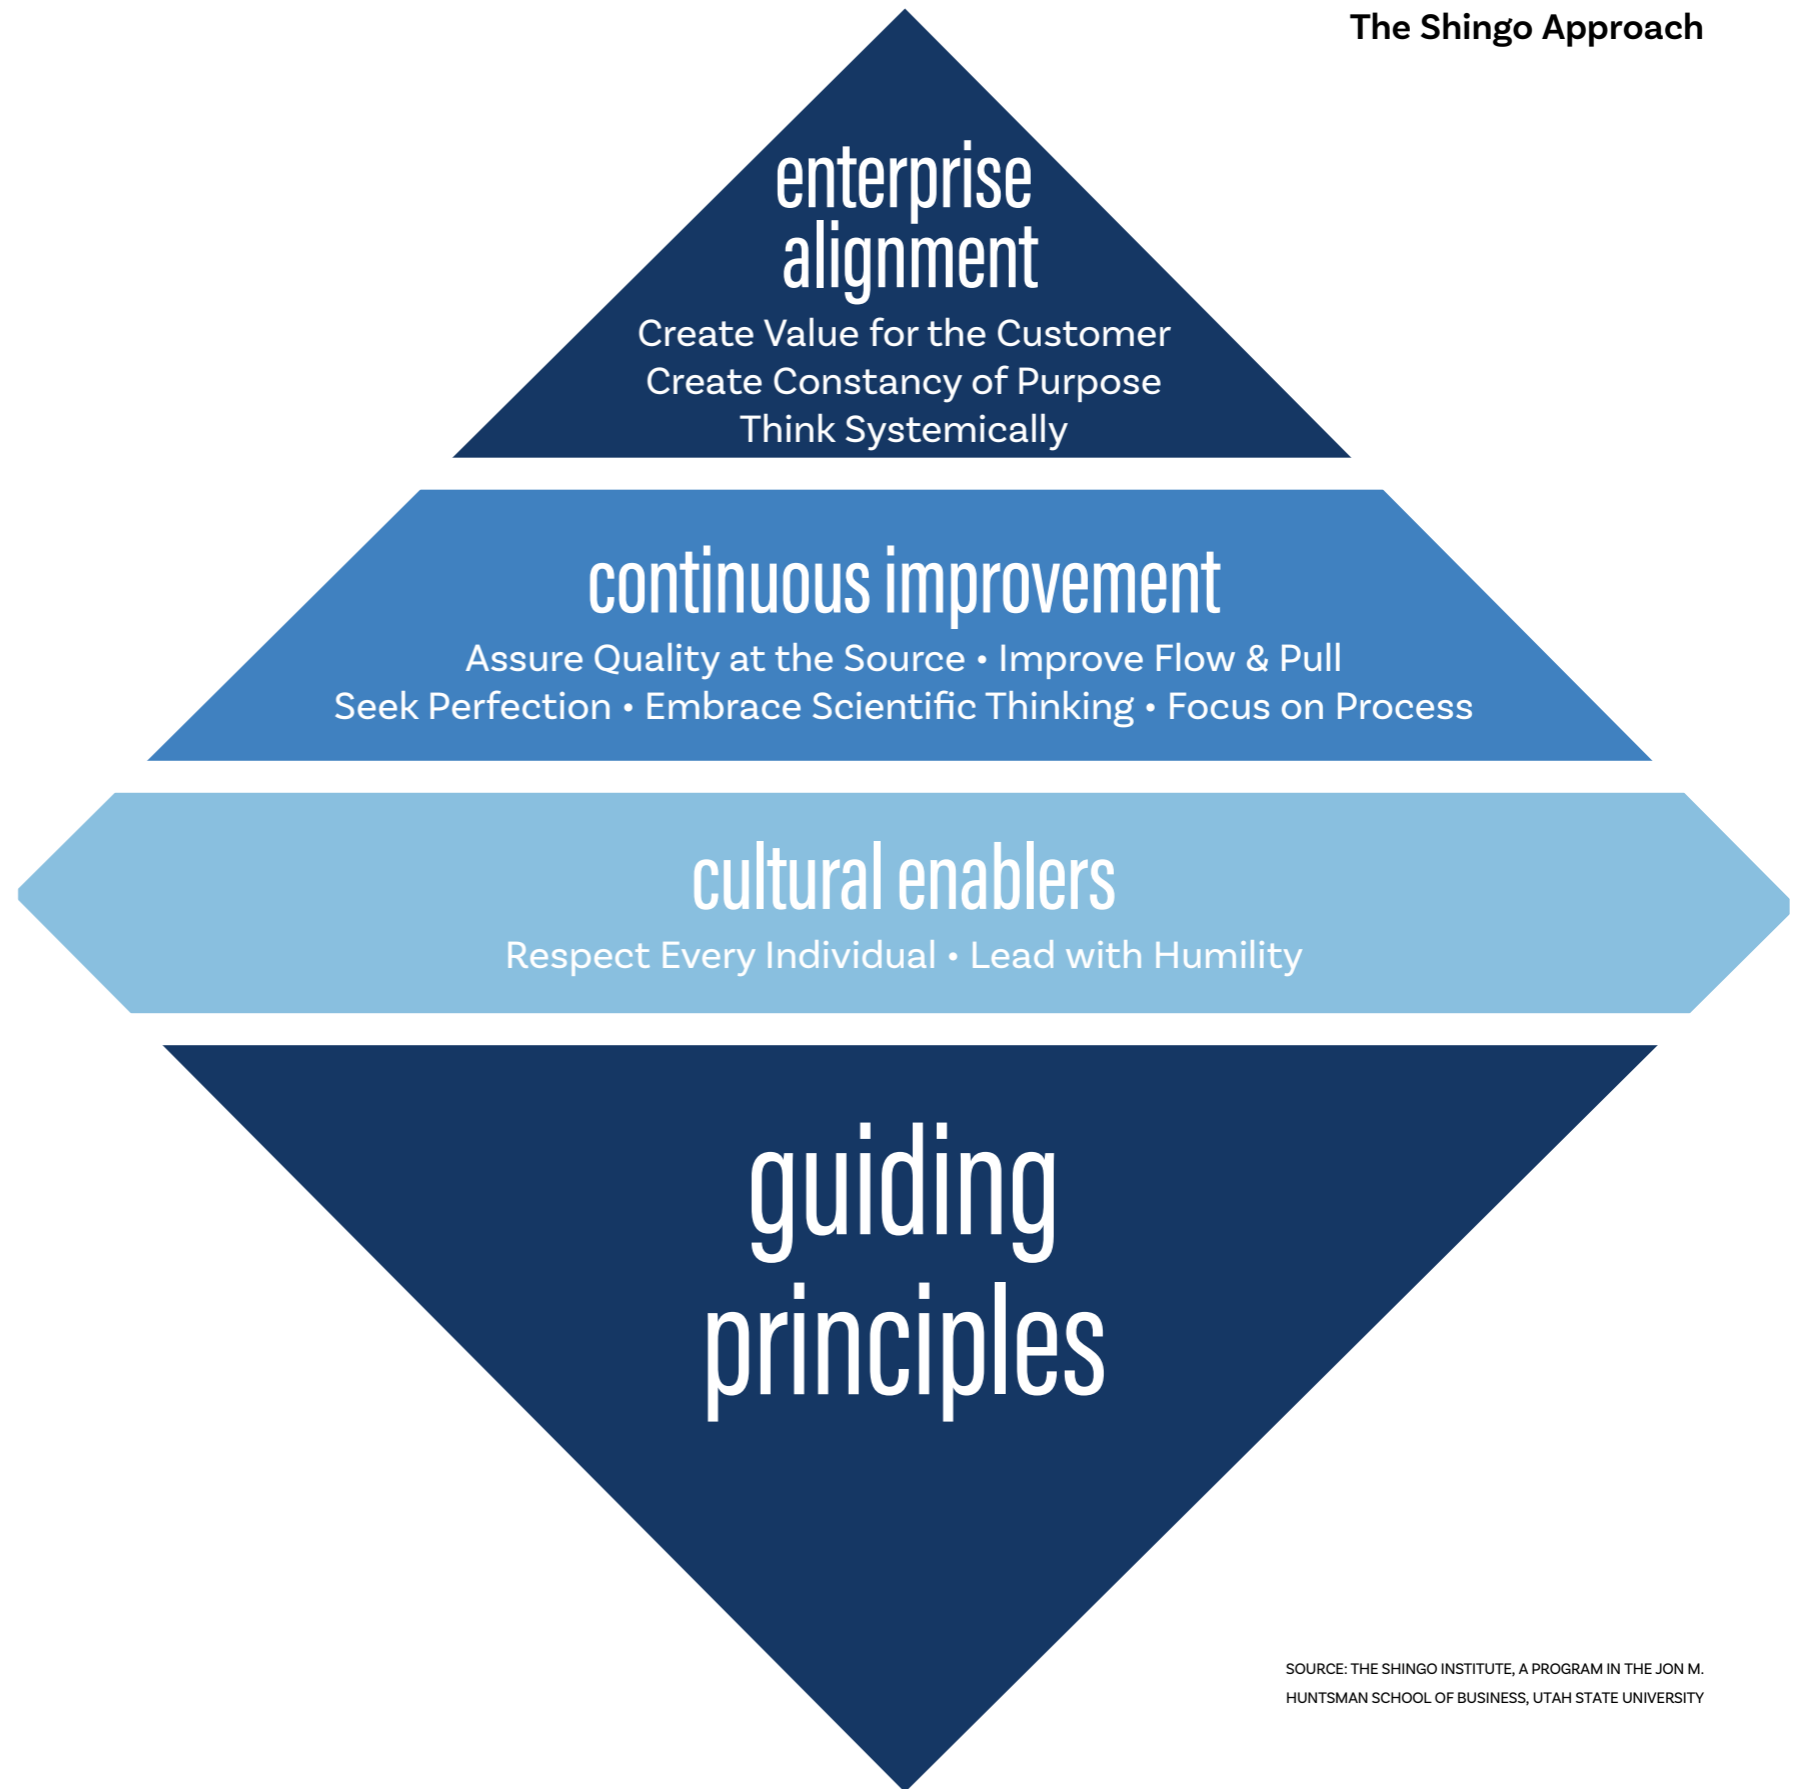 The Shingo Approach
enterprise
alignment
Create Value for the Customer
Create Constancy of Purpose
Think Systemically
continuous improvement
Assure Quality at the Source • Improve Flow & Pull
Seek Perfection • Embrace Scientific Thinking • Focus on Process
cultural enablers
Respect Every Individual • Lead with Humility
guiding
principles
SOURCE: THE SHINGO INSTITUTE, A PROGRAM IN THE JON M.
HUNTSMAN SCHOOL OF BUSINESS, UTAH STATE UNIVERSITY